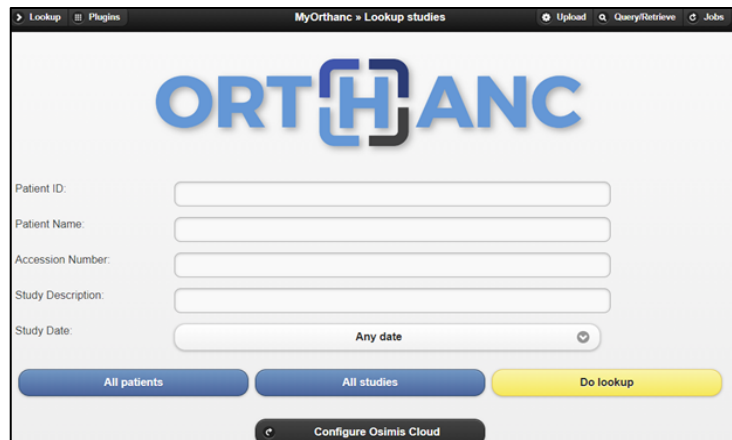 Lookup Plugins MyOrthanc » Lookup studies Upload Query/Retrieve Jobs
ORTHANC
Patient ID:
Patient Name:
Accession Number:
Study Description:
Study Date: Any date
All patients All studies Do lookup
Configure Osimis Cloud